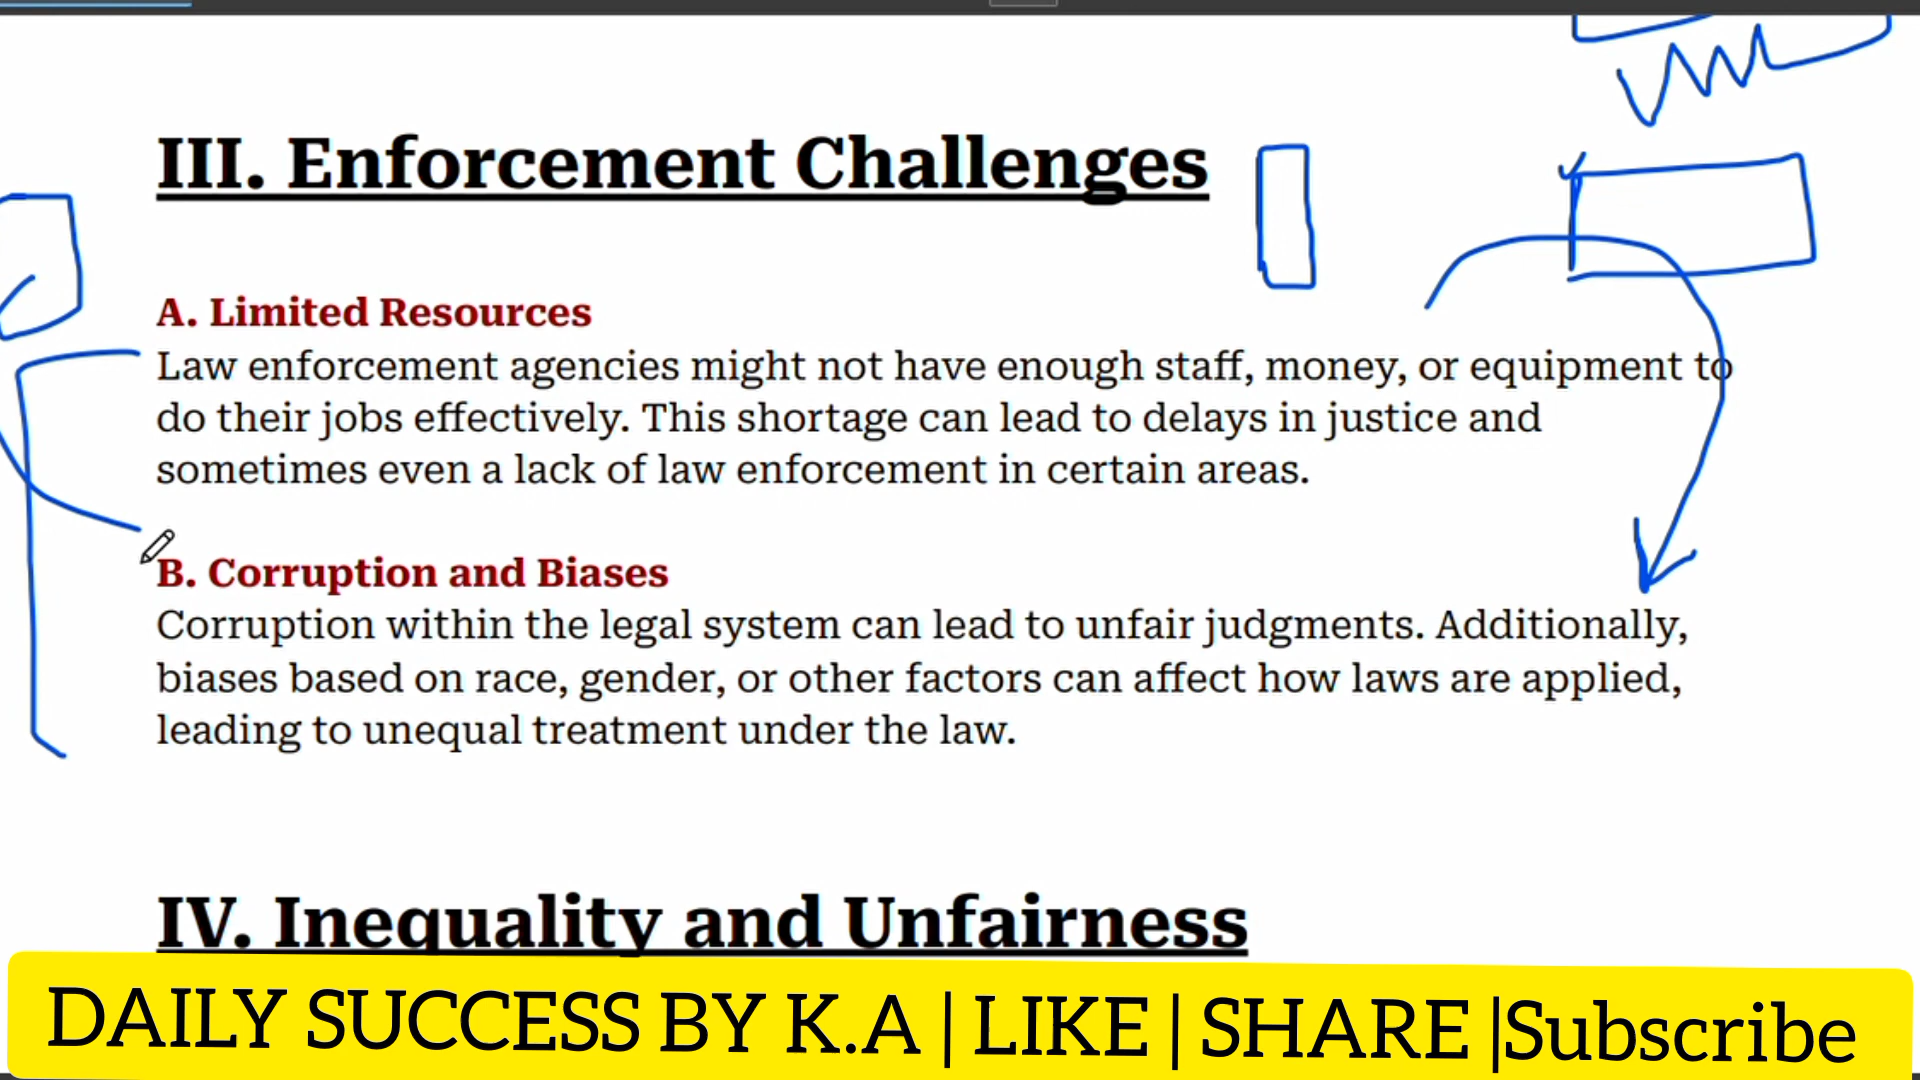 III. Enforcement Challenges
A. Limited Resources
Law enforcement agencies might not have enough staff, money, or equipment to
do their jobs effectively. This shortage can lead to delays in justice and
sometimes even a lack of law enforcement in certain areas.
B. Corruption and Biases
Corruption within the legal system can lead to unfair judgments. Additionally,
biases based on race, gender, or other factors can affect how laws are applied,
leading to unequal treatment under the law.
IV. Inequality and Unfairness
DAILY SUCCESS BY K.A | LIKE | SHARE |Subscribe